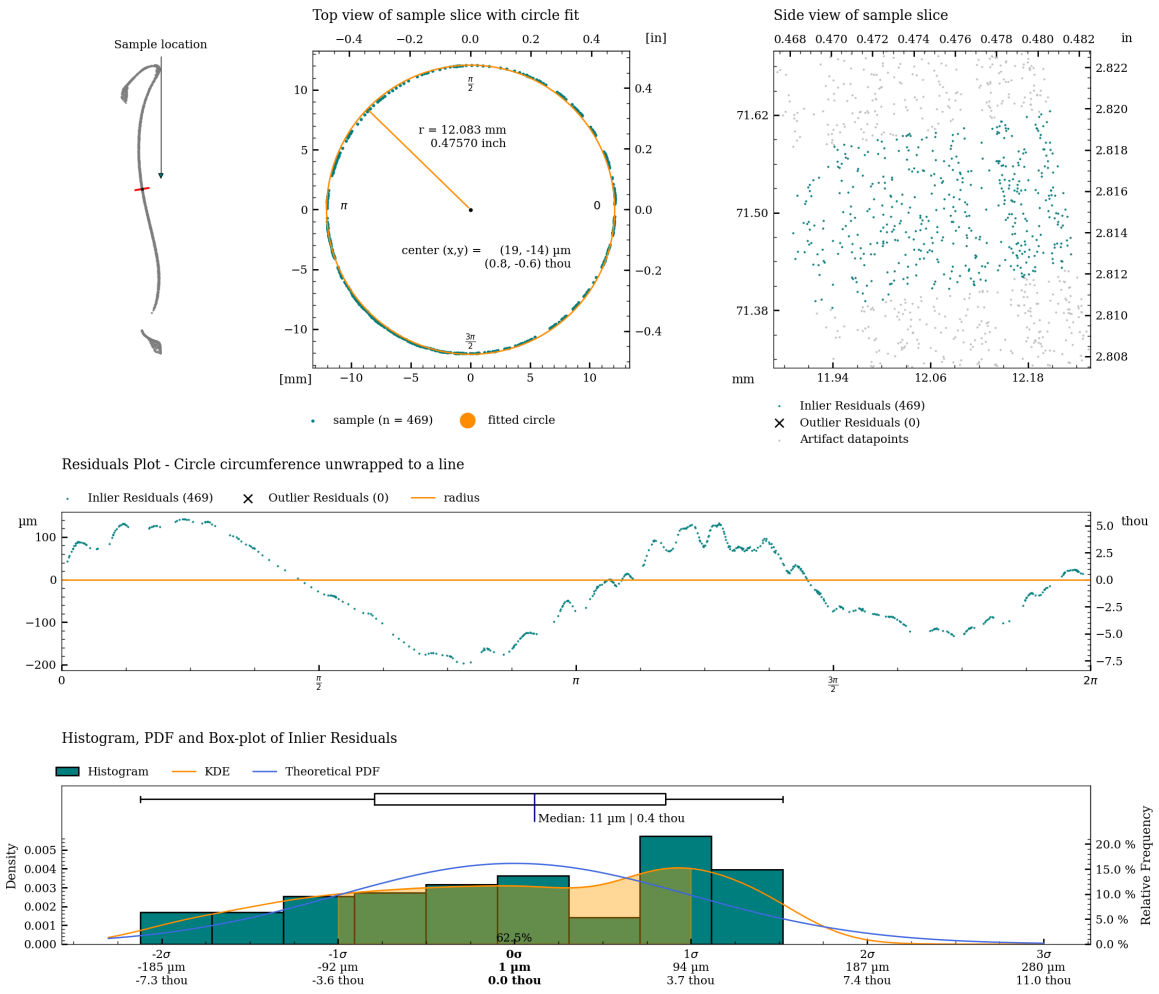 Sample location
Top view of sample slice with circle fit
−0.4 −0.2 0.0 0.2 0.4 [in]
10 5 0 −5 −10
0.4 0.2 0.0 −0.2 −0.4
π/2
r = 12.083 mm
0.47570 inch
π 0
center (x,y) = (19, -14) µm
(0.8, -0.6) thou
3π/2
[mm] −10 −5 0 5 10
sample (n = 469) fitted circle
Side view of sample slice
0.468 0.470 0.472 0.474 0.476 0.478 0.480 0.482 in
71.62 71.50 71.38
2.822 2.820 2.818 2.816 2.814 2.812 2.810 2.808
mm 11.94 12.06 12.18
Inlier Residuals (469)
Outlier Residuals (0)
Artifact datapoints
Residuals Plot - Circle circumference unwrapped to a line
Inlier Residuals (469) Outlier Residuals (0) radius
µm thou
100 0 −100 −200
5.0 2.5 0.0 −2.5 −5.0 −7.5
0 π/2 π 3π/2 2π
Histogram, PDF and Box-plot of Inlier Residuals
Histogram KDE Theoretical PDF
Median: 11 µm | 0.4 thou
Density
0.005 0.004 0.003 0.002 0.001 0.000
Relative Frequency
20.0 % 15.0 % 10.0 % 5.0 % 0.0 %
62.5%
-2σ -1σ 0σ 1σ 2σ 3σ
-185 µm -92 µm 1 µm 94 µm 187 µm 280 µm
-7.3 thou -3.6 thou 0.0 thou 3.7 thou 7.4 thou 11.0 thou